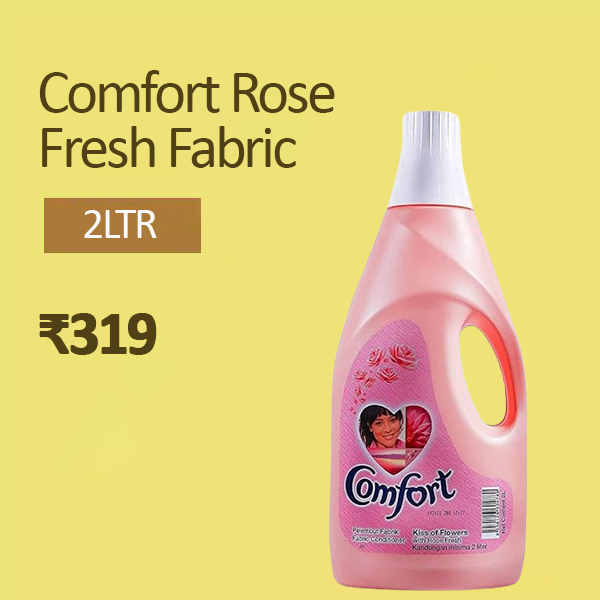 Comfort Rose
Fresh Fabric
2LTR
₹319
Comfort
Pelembut Fabrik
Fabric Conditioner
Kiss of Flowers
with Rose Fresh
Kandungan minima 2 liter